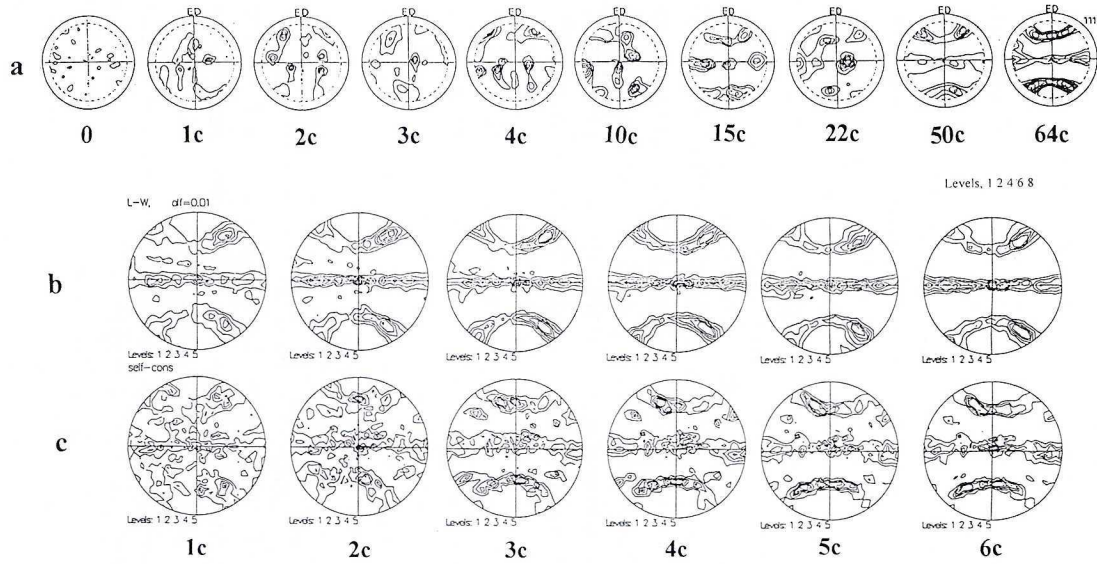 ED ED ED ED ED ED ED ED ED
111
a
0 1c 2c 3c 4c 10c 15c 22c 50c 64c
Levels, 1 2 4 6 8
L-W, alf=0.01
b
Levels: 1 2 3 4 5 Levels: 1 2 3 4 5 Levels: 1 2 3 4 5 Levels: 1 2 3 4 5 Levels: 1 2 3 4 5 Levels: 1 2 3 4 5
self-cons
c
Levels: 1 2 3 4 5 Levels: 1 2 3 4 5 Levels: 1 2 3 4 5 Levels: 1 2 3 4 5 Levels: 1 2 3 4 5 Levels: 1 2 3 4 5
1c 2c 3c 4c 5c 6c